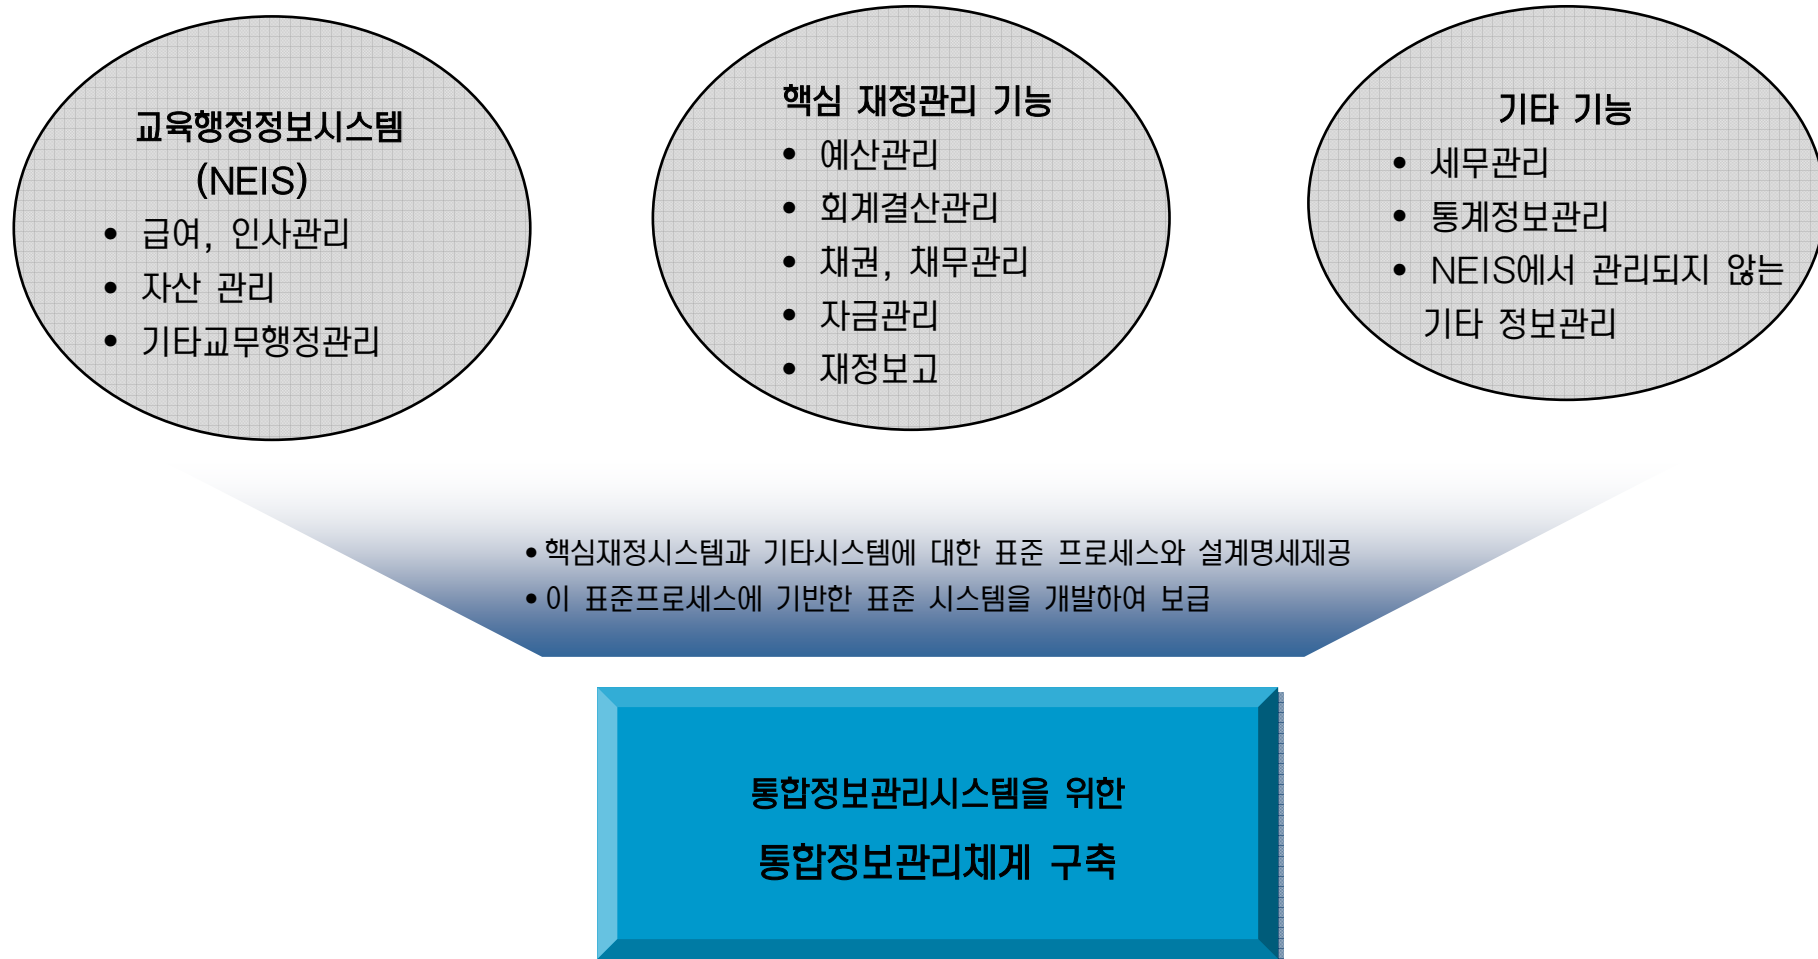 교육행정정보시스템
(NEIS)
• 급여, 인사관리
• 자산 관리
• 기타교무행정관리
핵심 재정관리 기능
• 예산관리
• 회계결산관리
• 채권, 채무관리
• 자금관리
• 재정보고
기타 기능
• 세무관리
• 통계정보관리
• NEIS에서 관리되지 않는
기타 정보관리
• 핵심재정시스템과 기타시스템에 대한 표준 프로세스와 설계명세제공
• 이 표준프로세스에 기반한 표준 시스템을 개발하여 보급
통합정보관리시스템을 위한
통합정보관리체계 구축